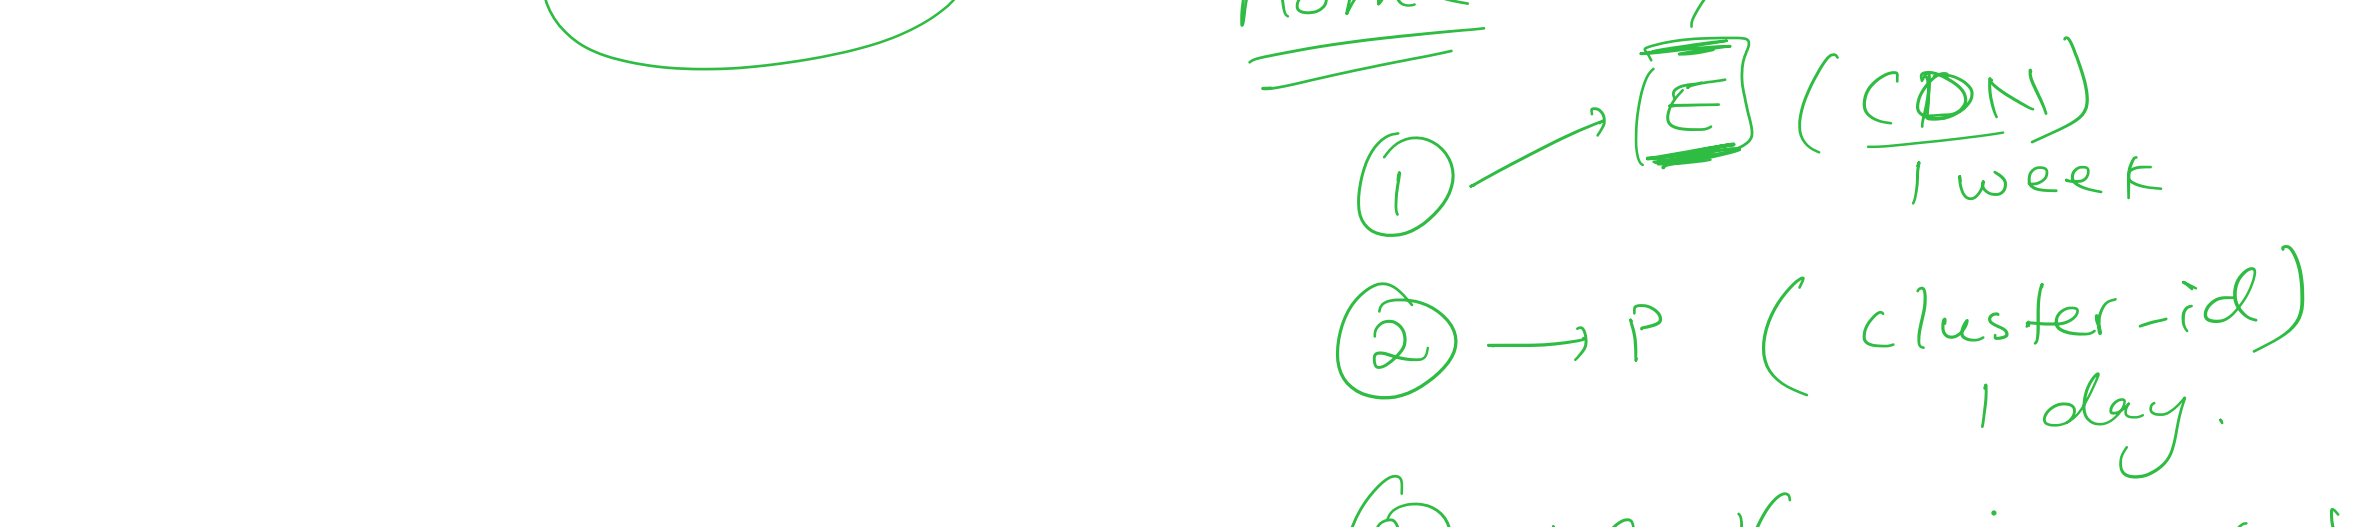 1 → E (CDN)
1 week
2 → P (cluster-id)
1 day.